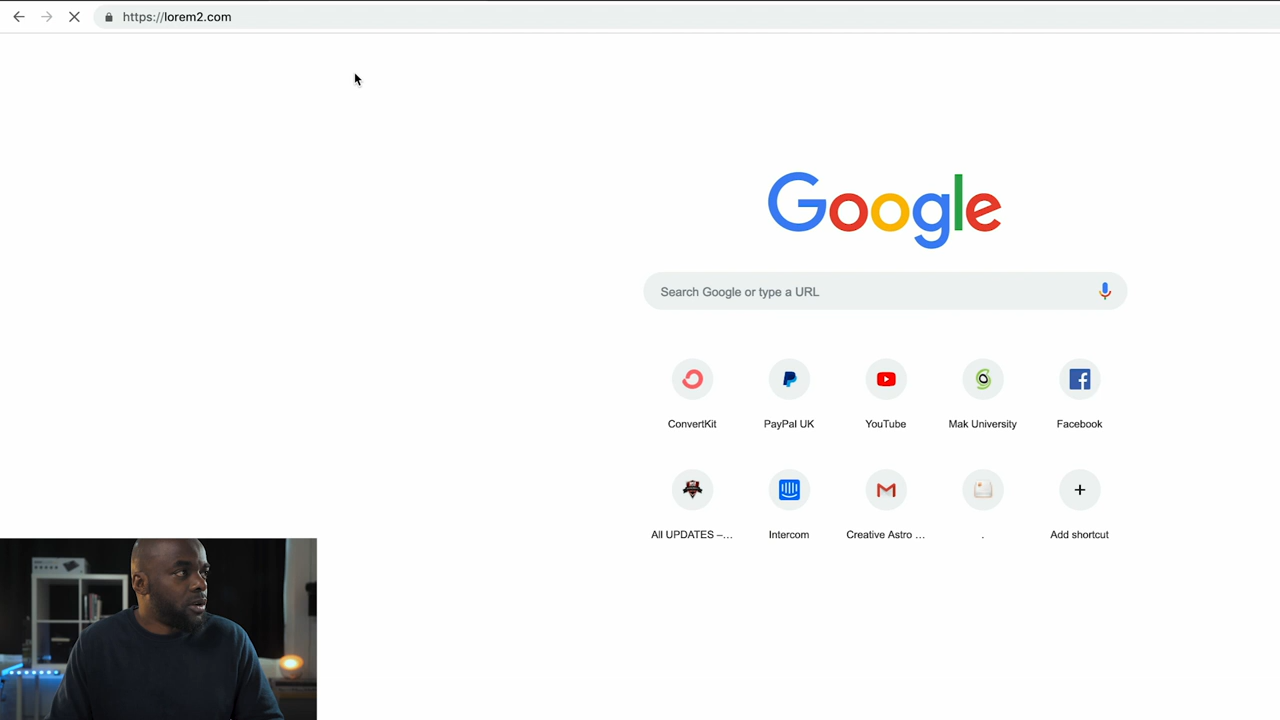 https://lorem2.com
Google
Search Google or type a URL
ConvertKit
PayPal UK
YouTube
Mak University
Facebook
All UPDATES –...
Intercom
Creative Astro ...
.
Add shortcut